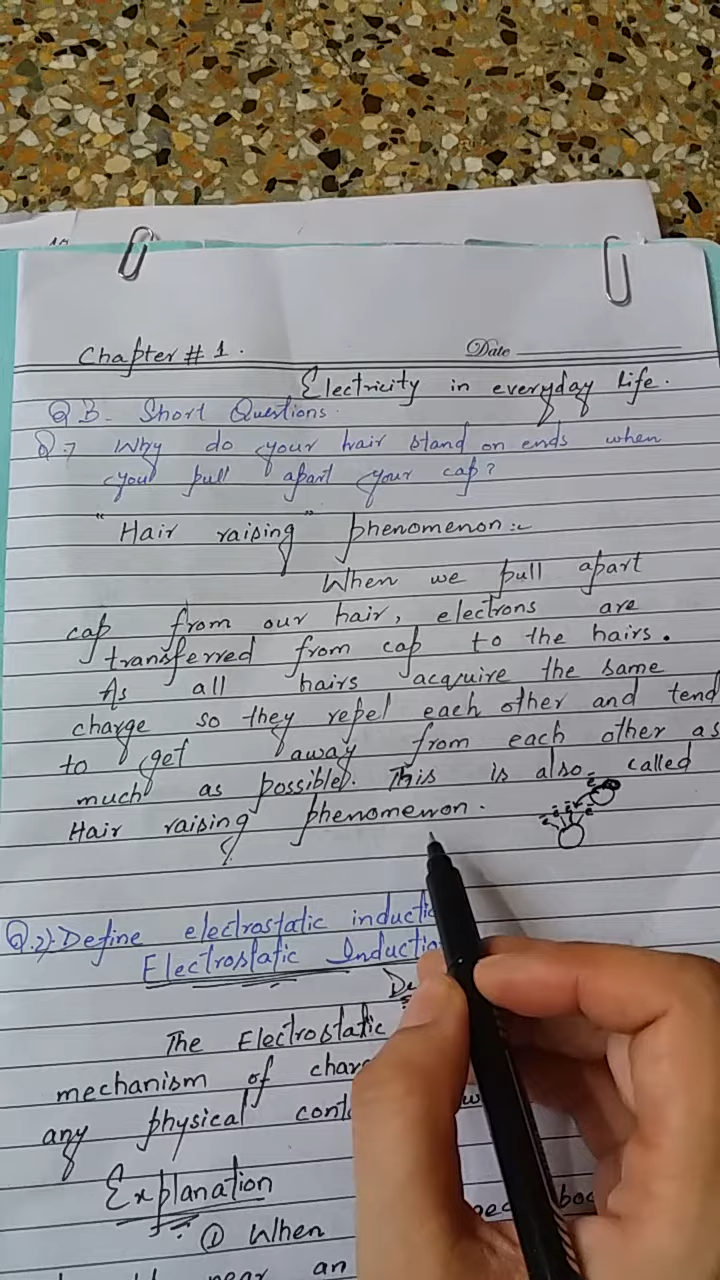 Chapter # 1.
Date
Electricity in everyday Life.
Q B. Short Questions.
Q.7 Why do your hair stand on ends when
you pull apart your cap?
"Hair raising" phenomenon:-
When we pull apart
cap from our hair, electrons are
transferred from cap to the hairs.
As all hairs acquire the same
charge so they repel each other and tend
to get away from each other as
much as possible. This is also called
Hair raising phenomenon.
Q.2). Define electrostatic
Electrostatic
The Electrostatic
mechanism of
any physical
Explanation
① When
near an